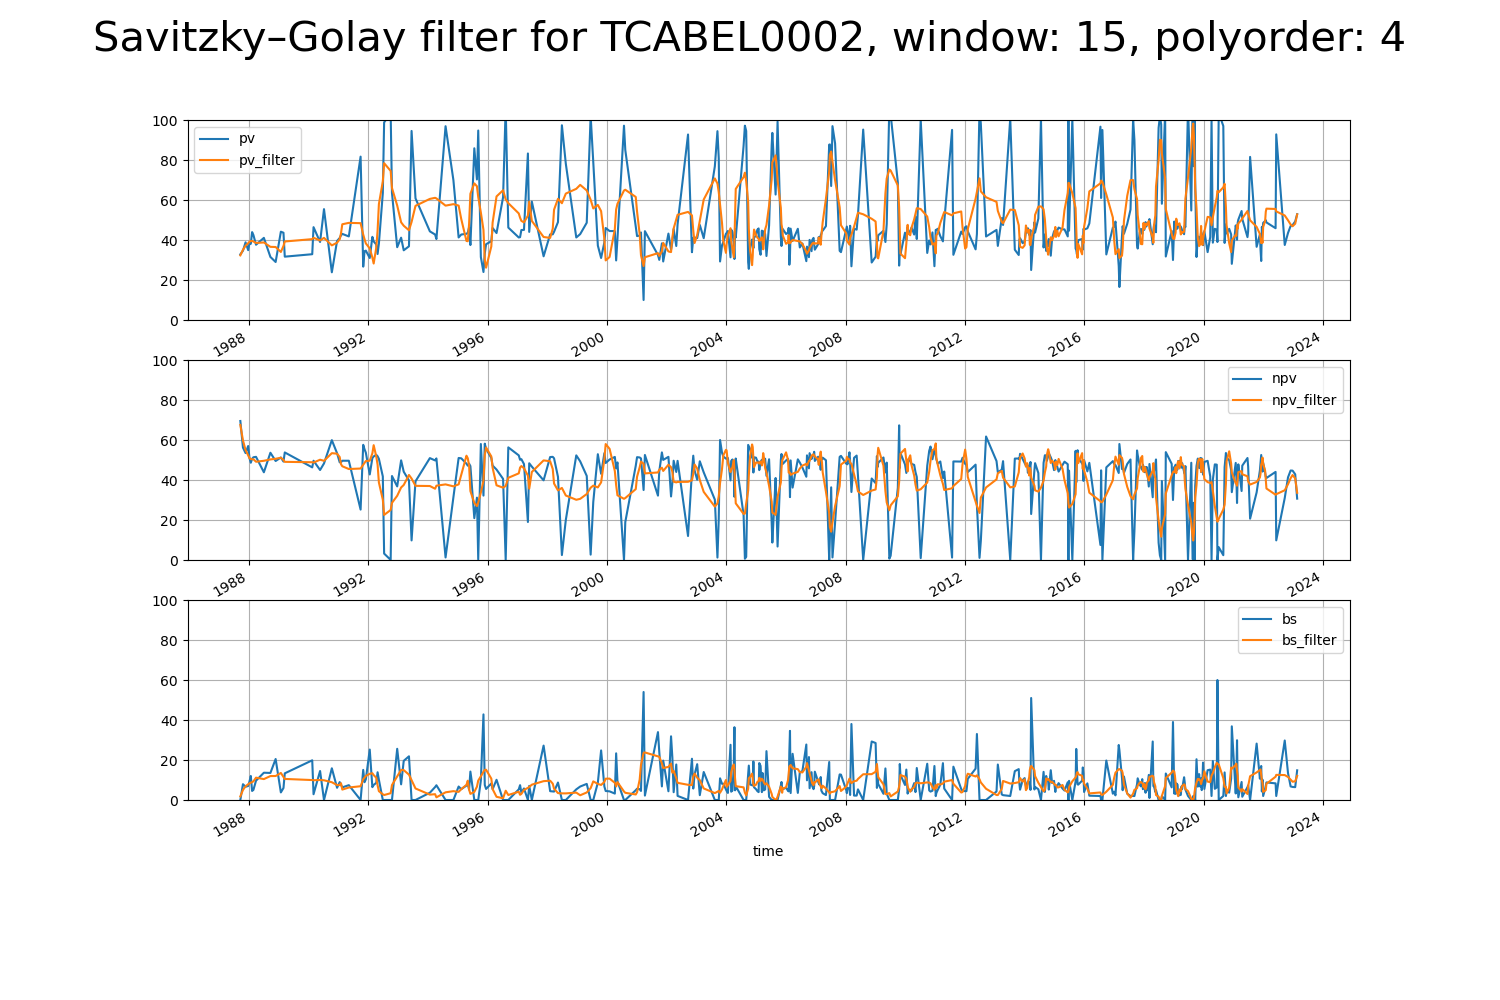 Savitzky–Golay filter for TCABEL0002, window: 15, polyorder: 4
100
80
60
40
20
0
pv
pv_filter
1988 1992 1996 2000 2004 2008 2012 2016 2020 2024
100
80
60
40
20
0
npv
npv_filter
1988 1992 1996 2000 2004 2008 2012 2016 2020 2024
100
80
60
40
20
0
bs
bs_filter
1988 1992 1996 2000 2004 2008 2012 2016 2020 2024
time